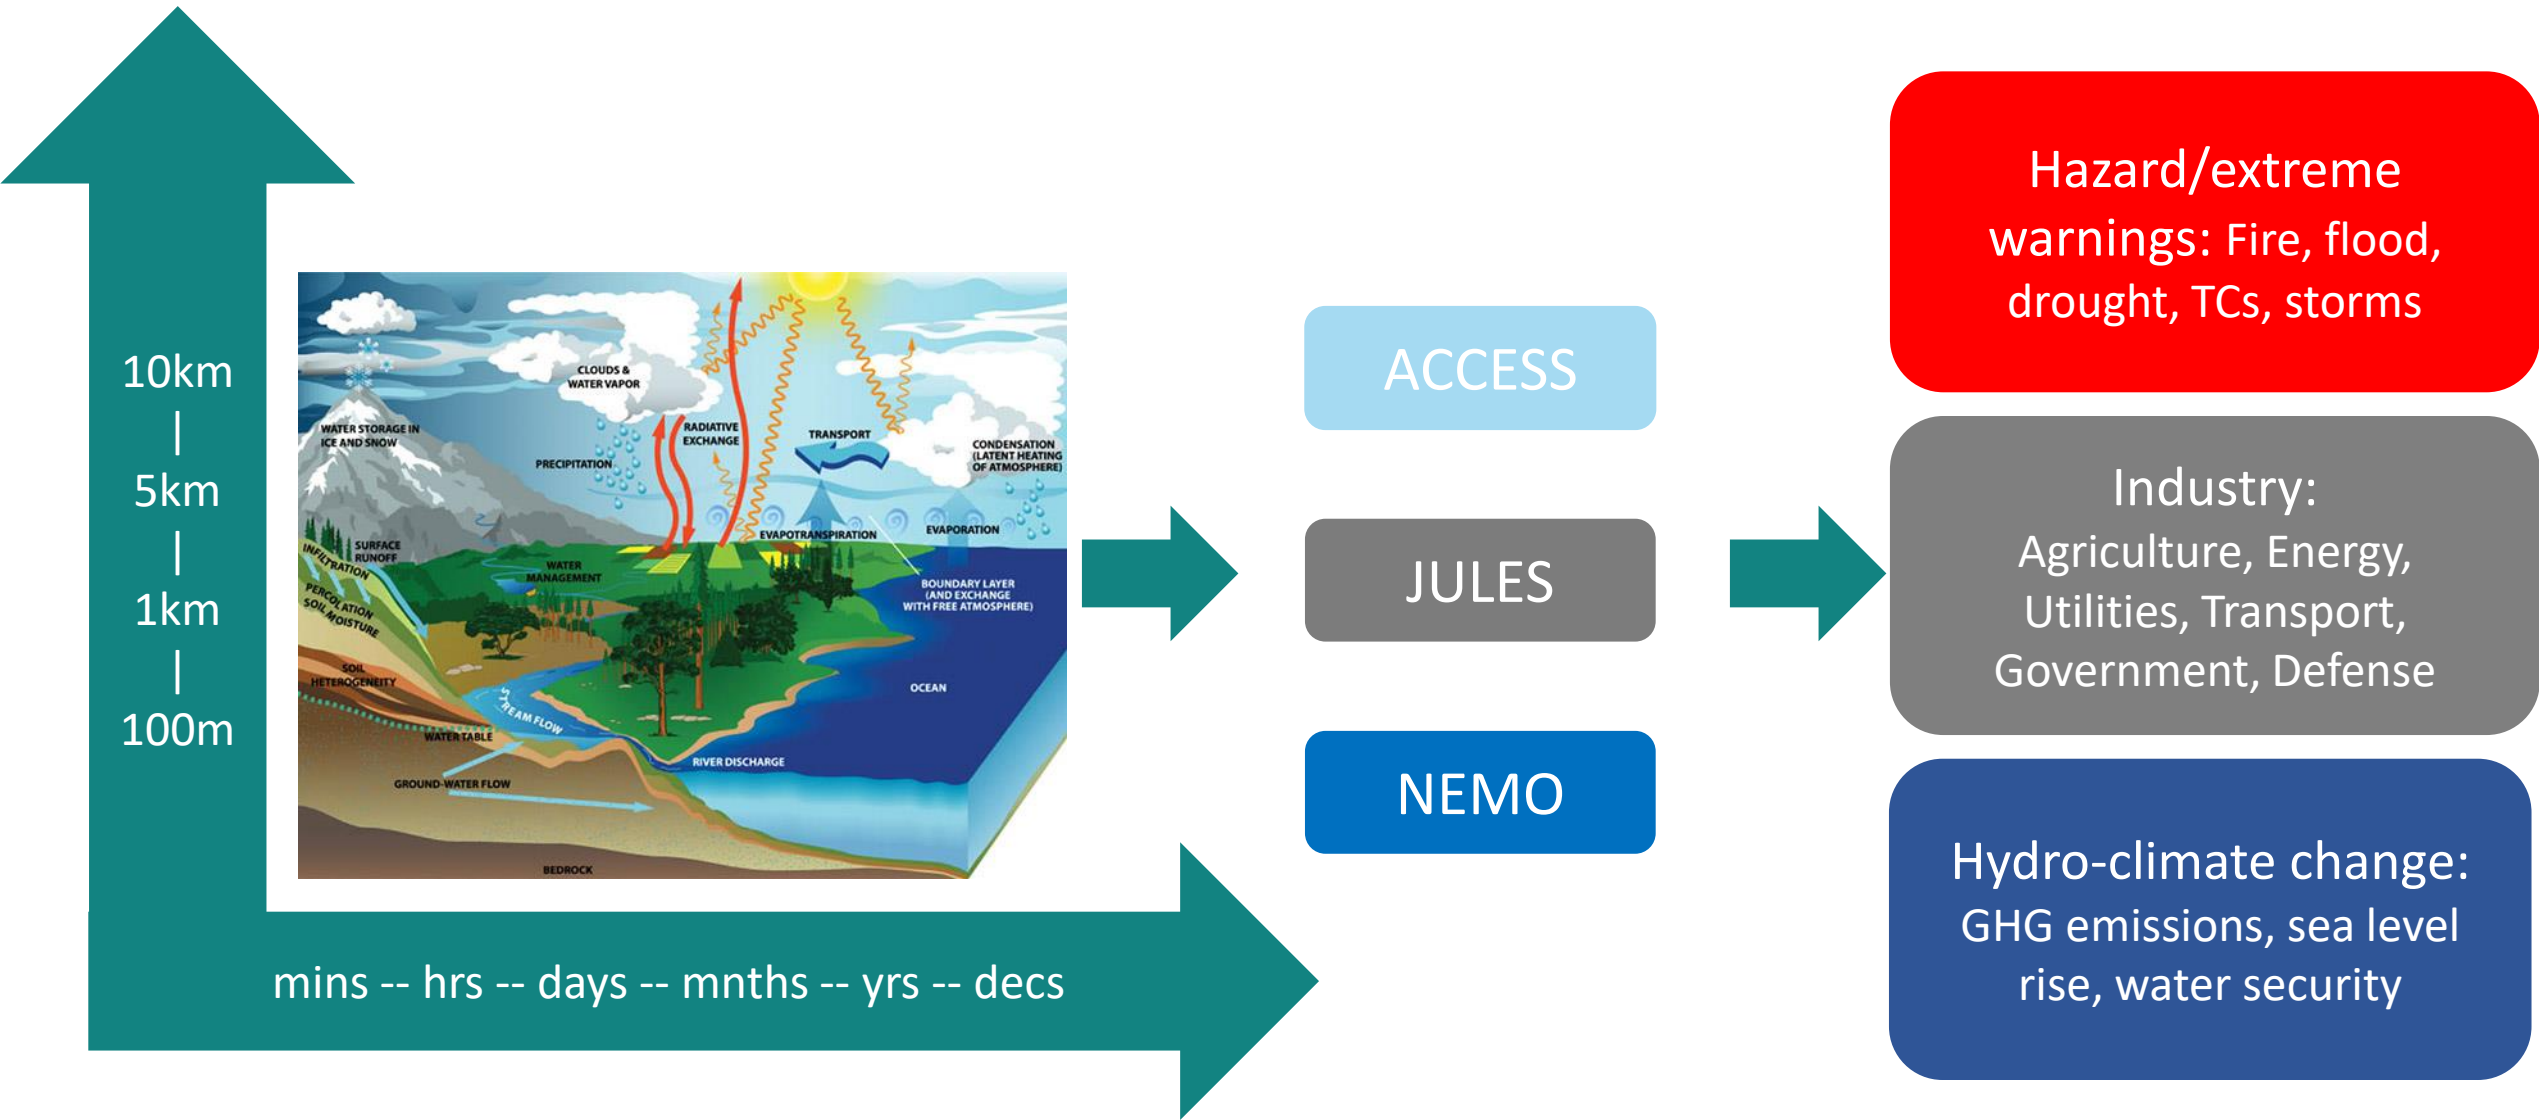 10km
|
5km
|
1km
|
100m
mins -- hrs -- days -- mnths -- yrs -- decs
CLOUDS &
WATER VAPOR
WATER STORAGE IN
ICE AND SNOW
RADIATIVE
EXCHANGE
TRANSPORT
CONDENSATION
(LATENT HEATING
OF ATMOSPHERE)
PRECIPITATION
EVAPOTRANSPIRATION
EVAPORATION
SURFACE
RUNOFF
INFILTRATION
WATER
MANAGEMENT
BOUNDARY LAYER
(AND EXCHANGE
WITH FREE ATMOSPHERE)
PERCOLATION
SOIL MOISTURE
SOIL
HETEROGENEITY
OCEAN
STREAM FLOW
WATER TABLE
RIVER DISCHARGE
GROUND-WATER FLOW
BEDROCK
ACCESS
JULES
NEMO
Hazard/extreme
warnings: Fire, flood,
drought, TCs, storms
Industry:
Agriculture, Energy,
Utilities, Transport,
Government, Defense
Hydro-climate change:
GHG emissions, sea level
rise, water security